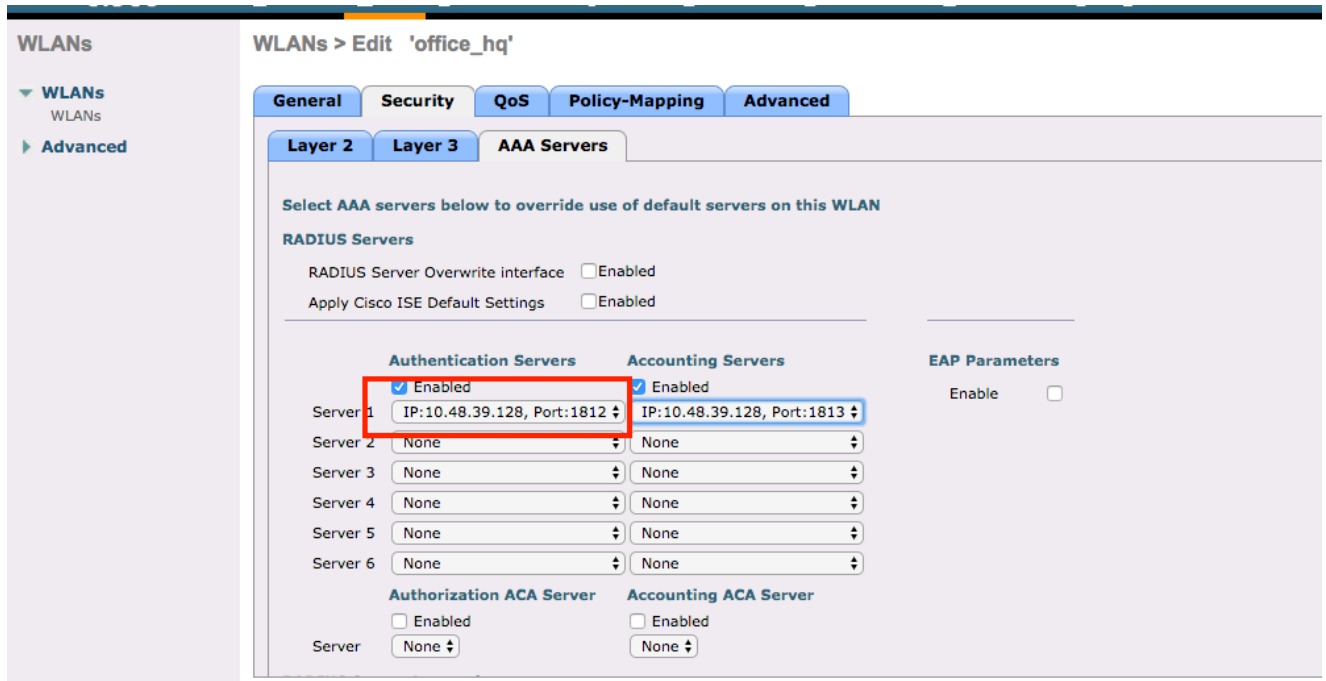 WLANs
WLANs > Edit 'office_hq'
WLANs
WLANs
Advanced
General Security QoS Policy-Mapping Advanced
Layer 2 Layer 3 AAA Servers
Select AAA servers below to override use of default servers on this WLAN
RADIUS Servers
RADIUS Server Overwrite interface Enabled
Apply Cisco ISE Default Settings Enabled
Authentication Servers Accounting Servers EAP Parameters
Enabled Enabled Enable
Server 1 IP:10.48.39.128, Port:1812 IP:10.48.39.128, Port:1813
Server 2 None None
Server 3 None None
Server 4 None None
Server 5 None None
Server 6 None None
Authorization ACA Server Accounting ACA Server
Enabled Enabled
Server None None